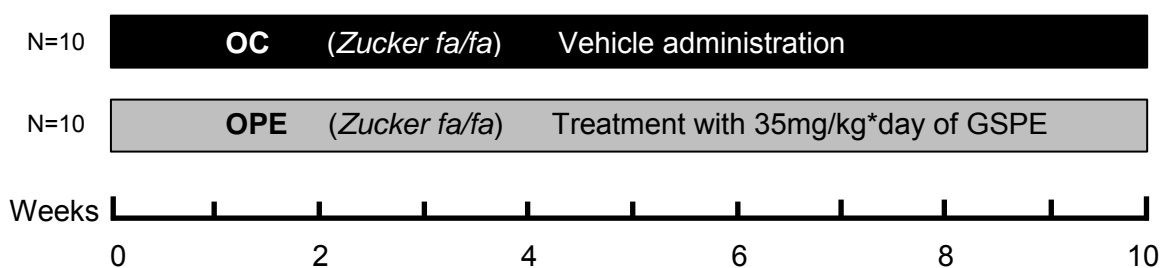 N=10 OC (Zucker fa/fa) Vehicle administration
N=10 OPE (Zucker fa/fa) Treatment with 35mg/kg*day of GSPE
Weeks
0 2 4 6 8 10